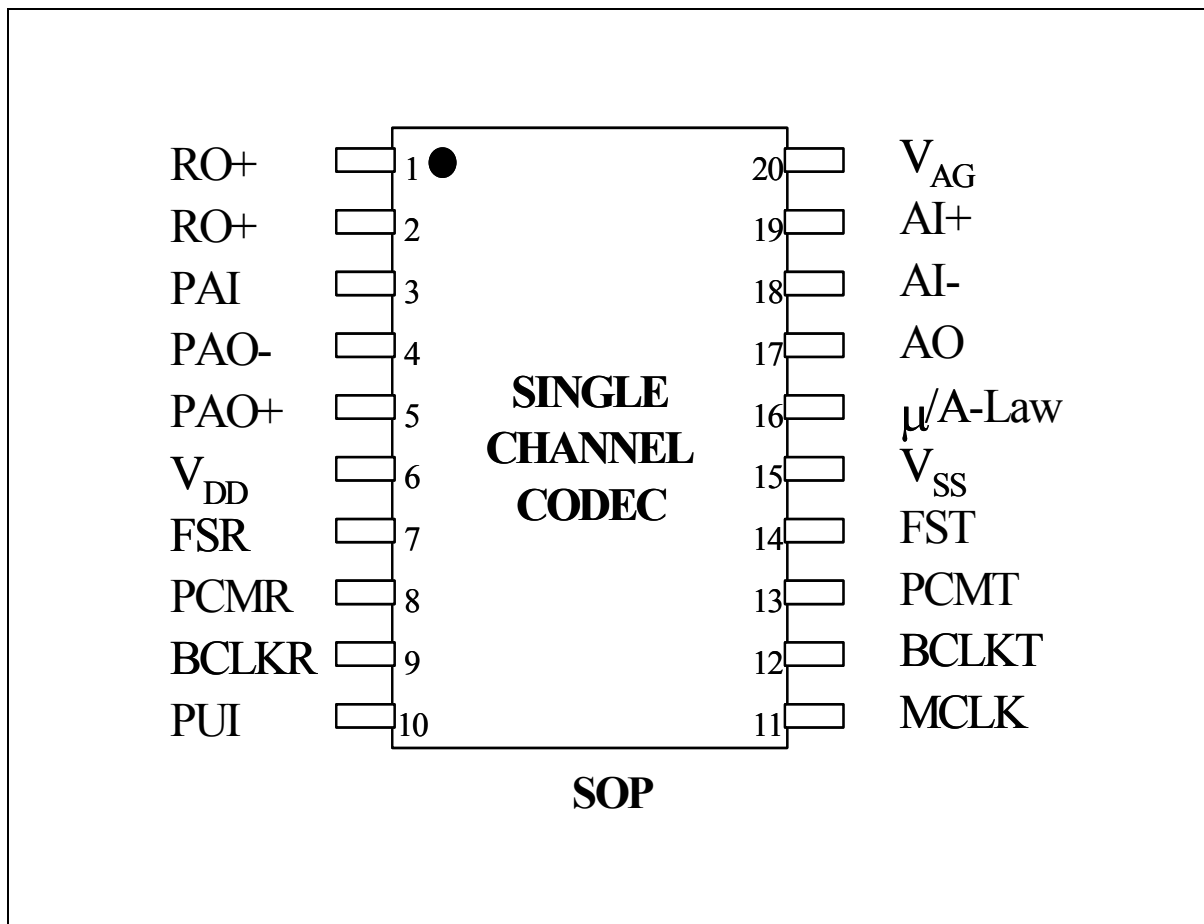 RO+ 1 20 VAG
RO+ 2 19 AI+
PAI 3 18 AI-
PAO- 4 17 AO
PAO+ 5 16 μ/A-Law
VDD 6 15 VSS
FSR 7 14 FST
PCMR 8 13 PCMT
BCLKR 9 12 BCLKT
PUI 10 11 MCLK
SINGLE
CHANNEL
CODEC
SOP